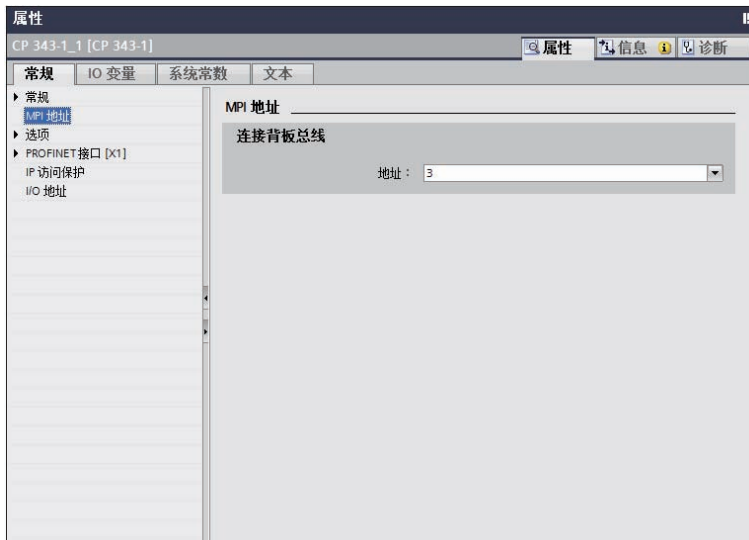 属性
CP 343-1_1 [CP 343-1]
属性 信息 诊断
常规 IO 变量 系统常数 文本
常规
MPI 地址
选项
PROFINET接口 [X1]
IP 访问保护
I/O 地址
MPI 地址
连接背板总线
地址： 3